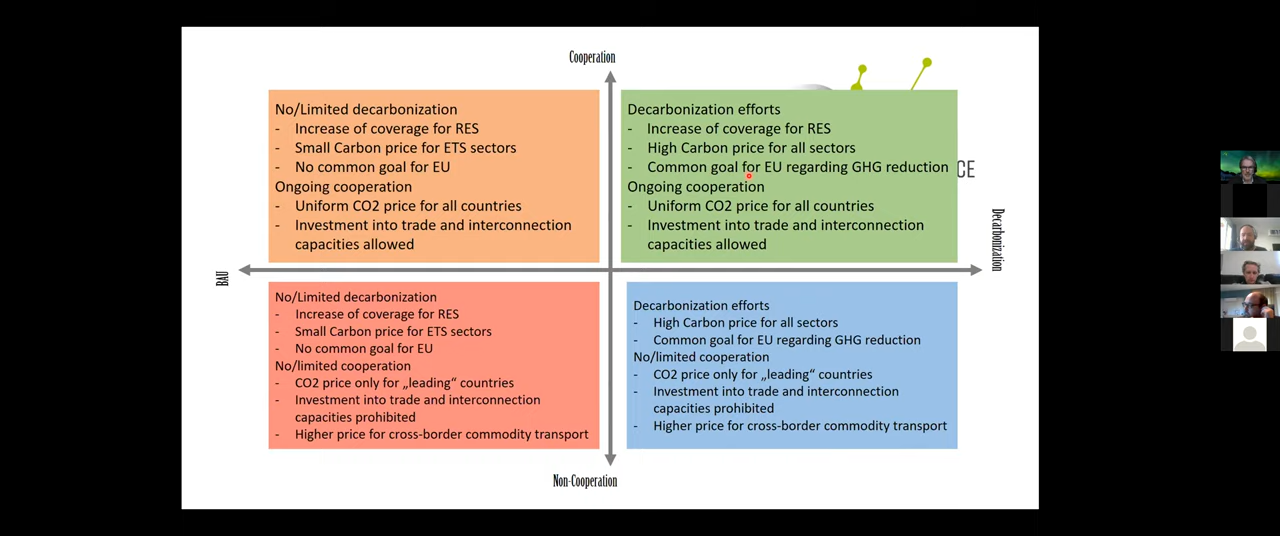 Cooperation
No/Limited decarbonization
- Increase of coverage for RES
- Small Carbon price for ETS sectors
- No common goal for EU
Ongoing cooperation
- Uniform CO2 price for all countries
- Investment into trade and interconnection
capacities allowed
Decarbonization efforts
- Increase of coverage for RES
- High Carbon price for all sectors
- Common goal for EU regarding GHG reduction
Ongoing cooperation
- Uniform CO2 price for all countries
- Investment into trade and interconnection
capacities allowed
CE
Decarbonization
BAU
No/Limited decarbonization
- Increase of coverage for RES
- Small Carbon price for ETS sectors
- No common goal for EU
No/limited cooperation
- CO2 price only for „leading“ countries
- Investment into trade and interconnection
capacities prohibited
- Higher price for cross-border commodity transport
Decarbonization efforts
- High Carbon price for all sectors
- Common goal for EU regarding GHG reduction
No/limited cooperation
- CO2 price only for „leading“ countries
- Investment into trade and interconnection
capacities prohibited
- Higher price for cross-border commodity transport
Non-Cooperation